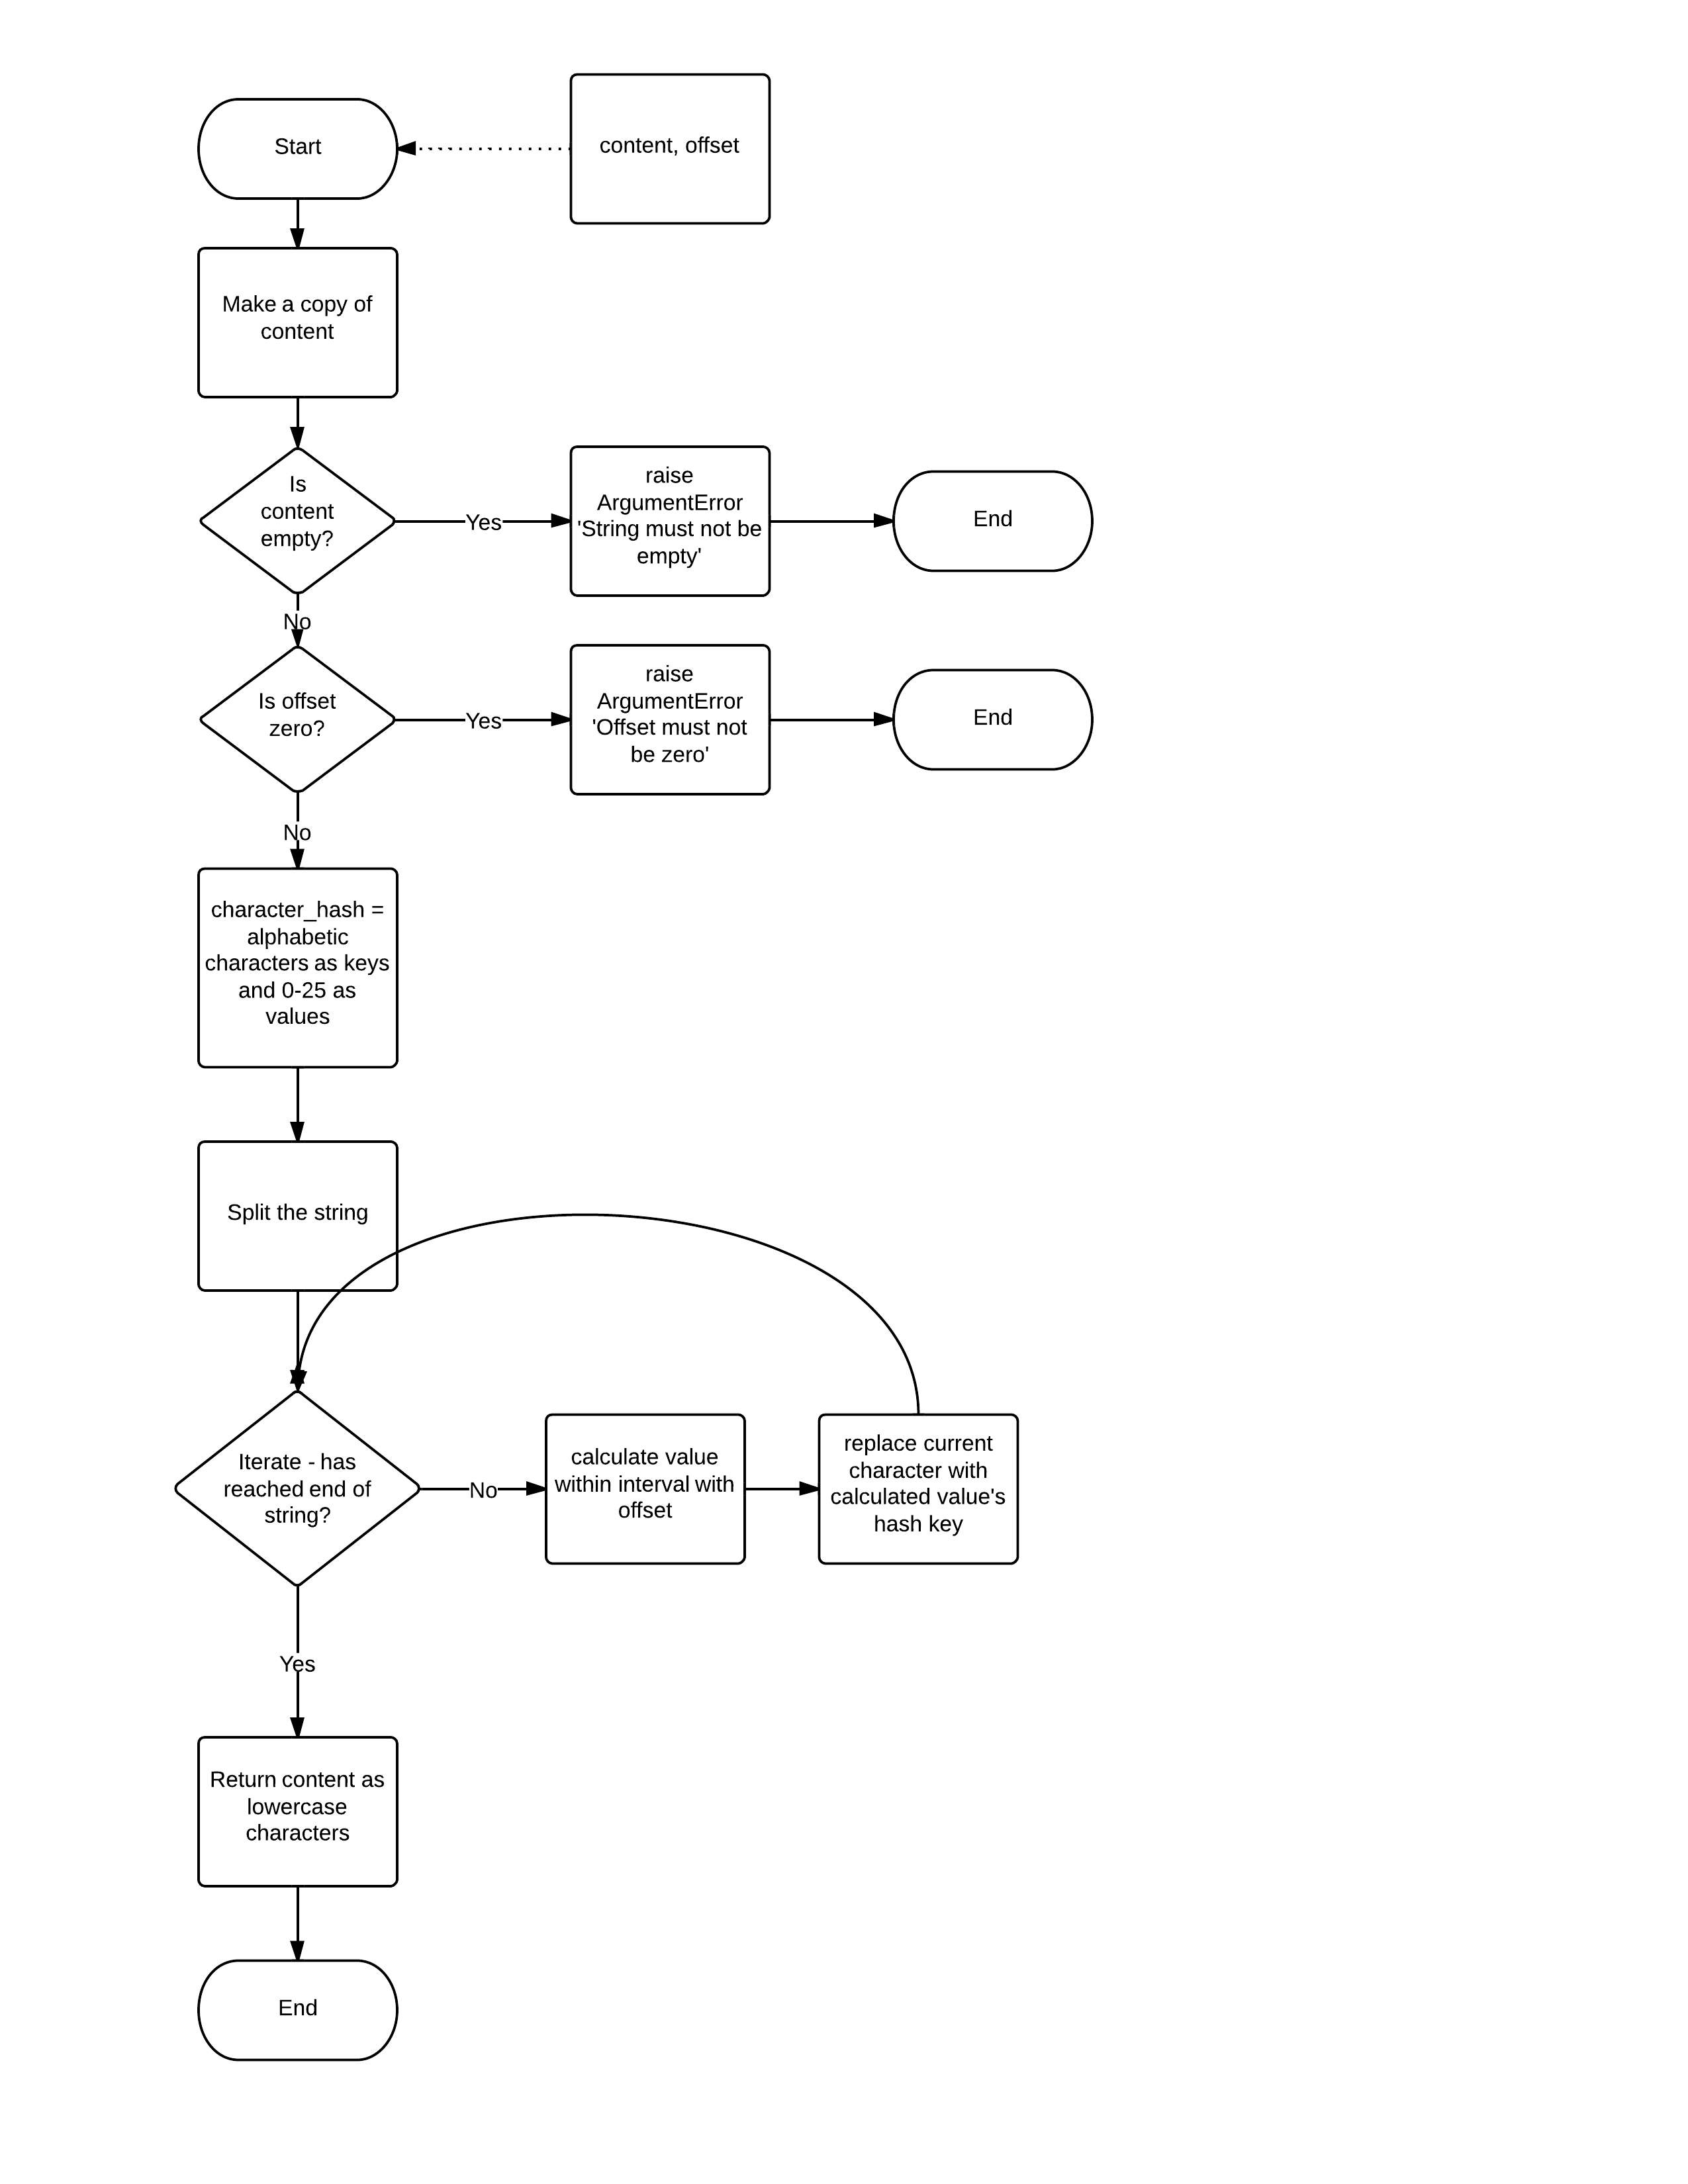 Start
content, offset
Make a copy of
content
Is
content
empty?
Yes
raise
ArgumentError
'String must not be
empty'
End
No
Is offset
zero?
Yes
raise
ArgumentError
'Offset must not
be zero'
End
No
character_hash =
alphabetic
characters as keys
and 0-25 as
values
Split the string
Iterate - has
reached end of
string?
No
calculate value
within interval with
offset
replace current
character with
calculated value's
hash key
Yes
Return content as
lowercase
characters
End